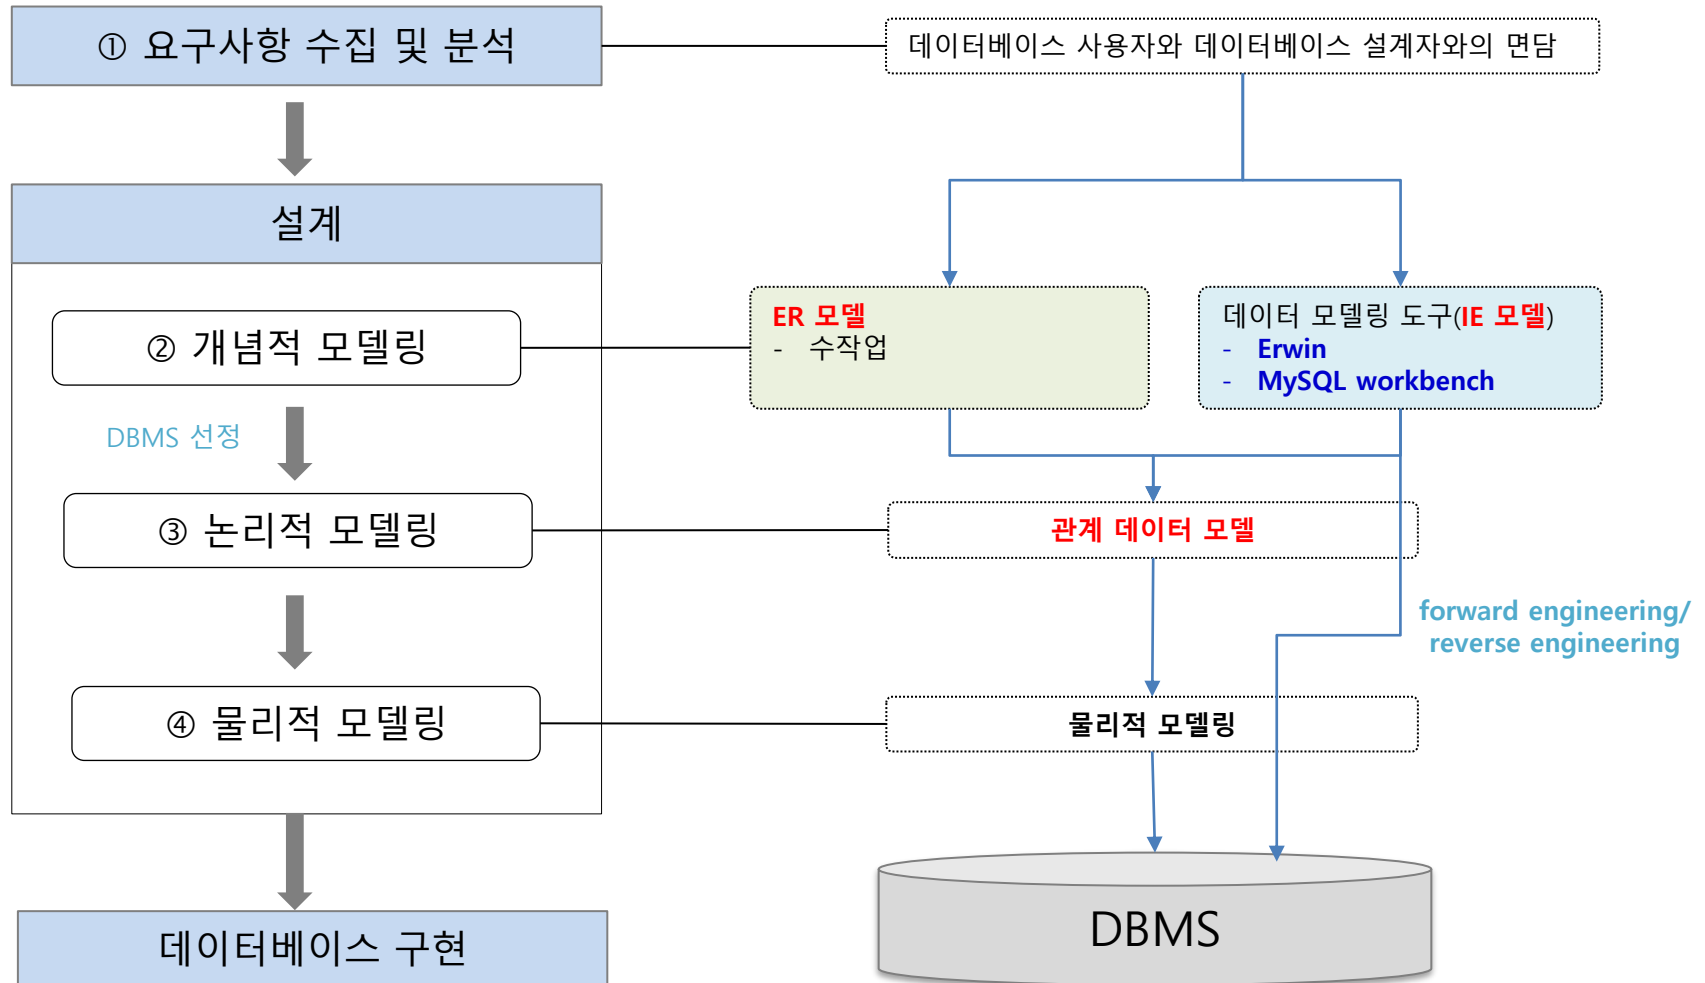 ① 요구사항 수집 및 분석
데이터베이스 사용자와 데이터베이스 설계자와의 면담
설계
② 개념적 모델링
ER 모델
- 수작업
데이터 모델링 도구(IE 모델)
- Erwin
- MySQL workbench
DBMS 선정
③ 논리적 모델링
관계 데이터 모델
forward engineering/
reverse engineering
④ 물리적 모델링
물리적 모델링
데이터베이스 구현
DBMS